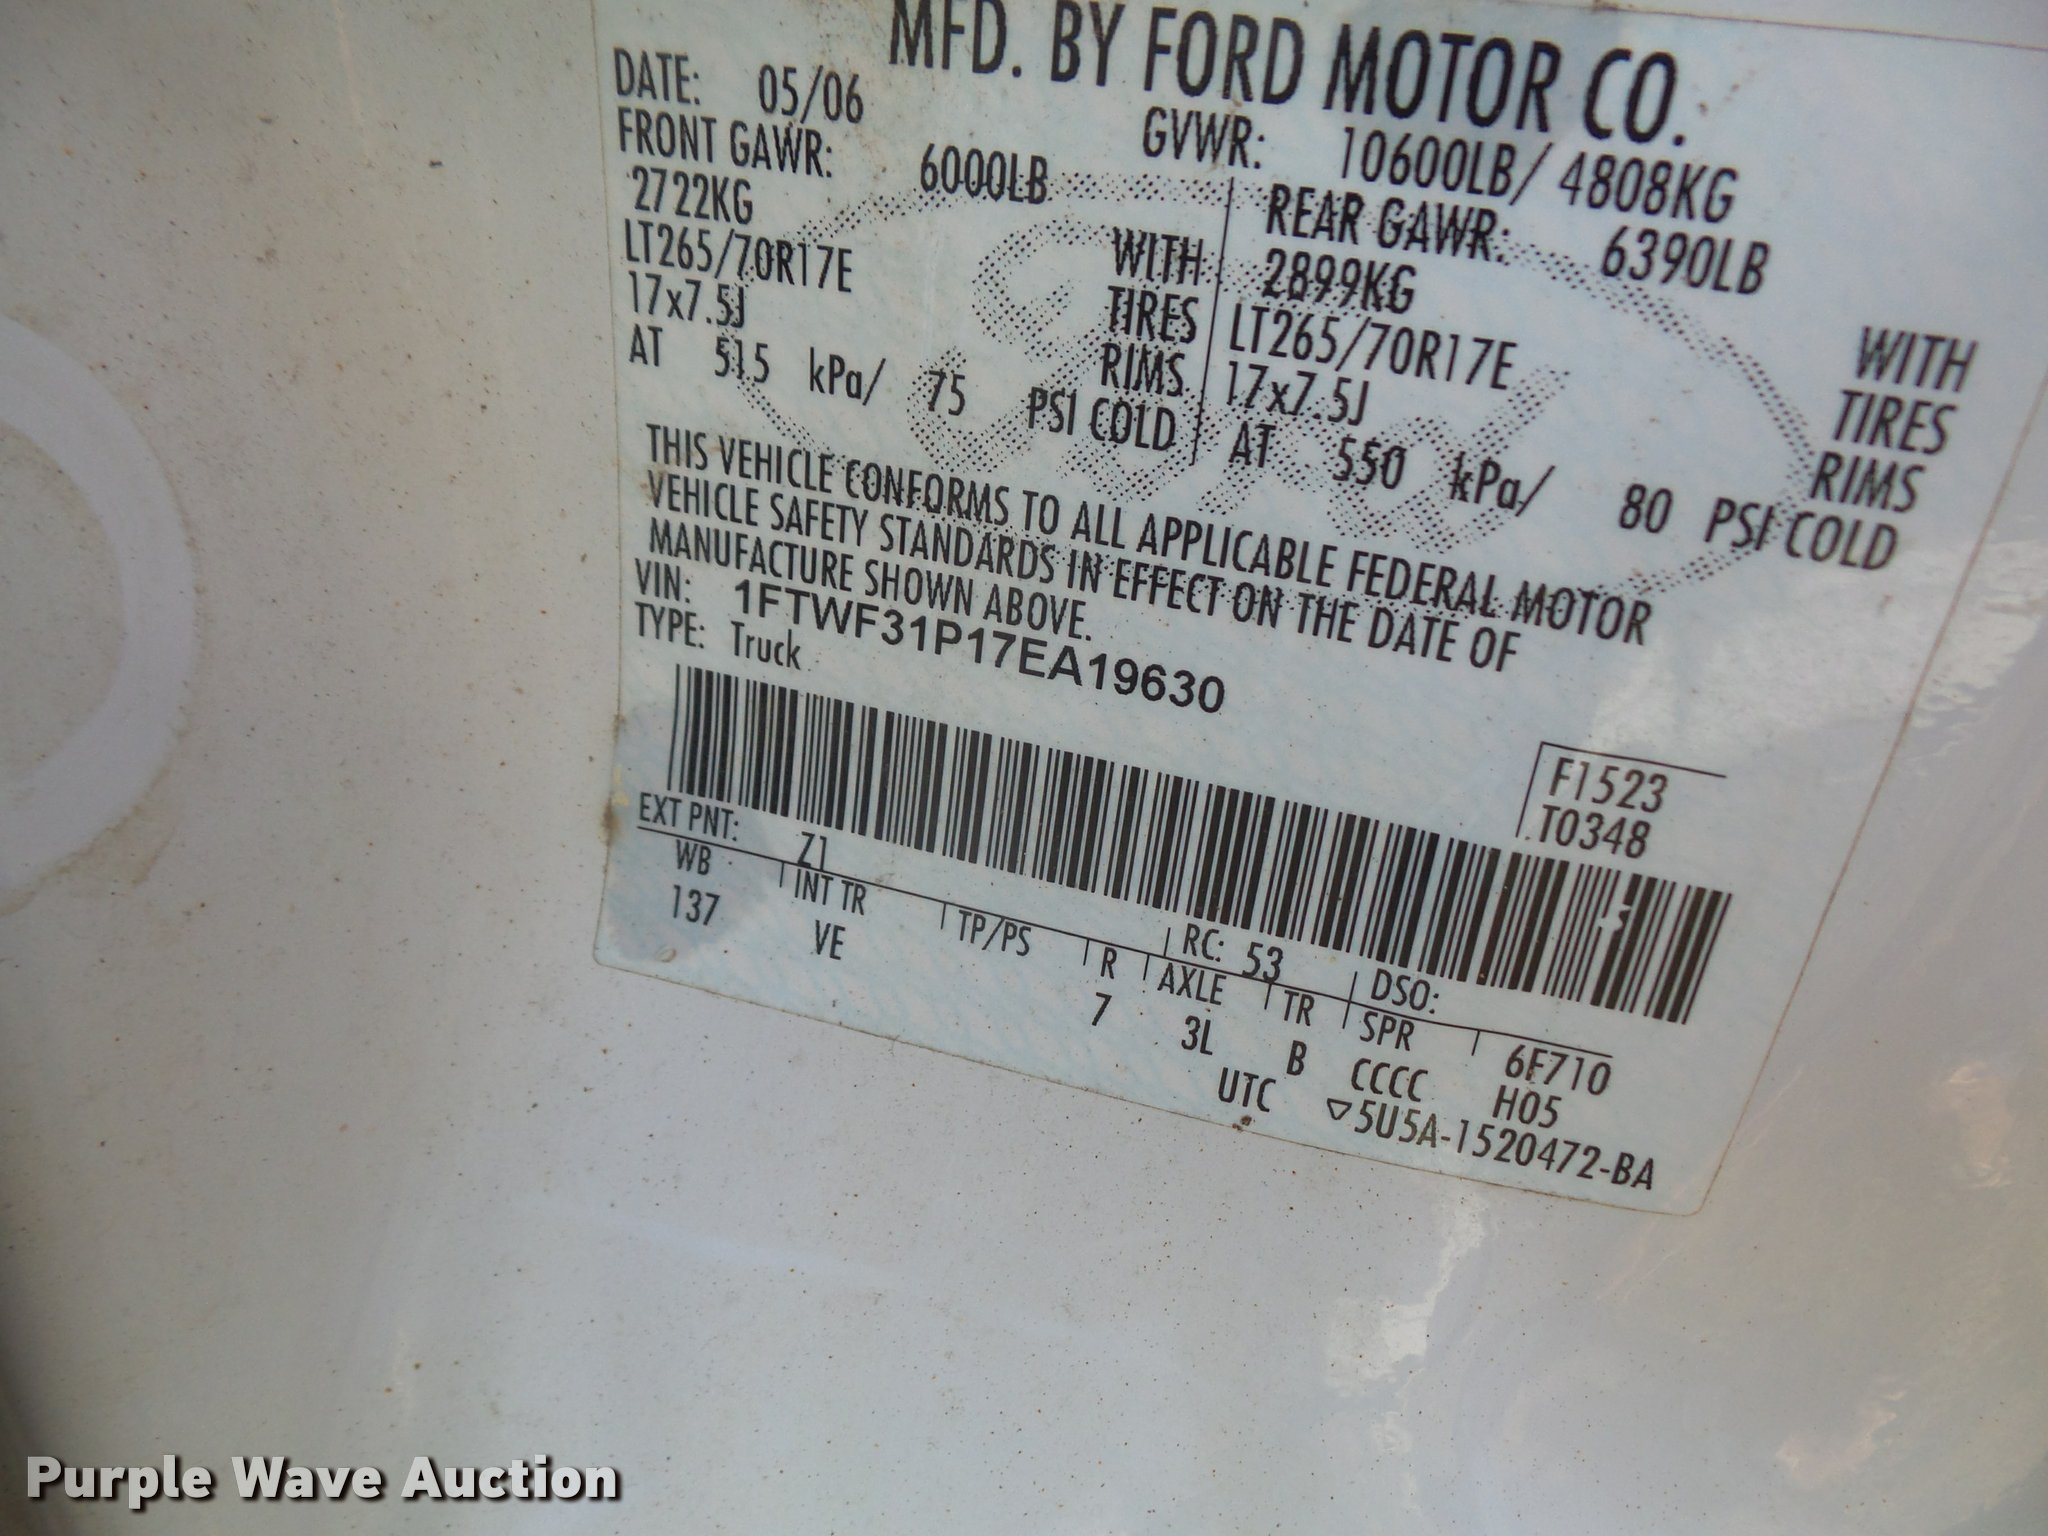 MFD. BY FORD MOTOR CO.
DATE: 05/06 GVWR: 10600LB/ 4808KG
FRONT GAWR: 6000LB REAR GAWR: 6390LB
2722KG WITH 2899KG WITH
LT265/70R17E TIRES LT265/70R17E TIRES
17x7.5J RIMS 17x7.5J RIMS
AT 515 kPa/ 75 PSI COLD AT 550 kPa/ 80 PSI COLD
THIS VEHICLE CONFORMS TO ALL APPLICABLE FEDERAL MOTOR
VEHICLE SAFETY STANDARDS IN EFFECT ON THE DATE OF
MANUFACTURE SHOWN ABOVE.
VIN: 1FTWF31P17EA19630
TYPE: Truck
F1523
T0348
EXT PNT: Z1 RC: 53 DSO:
WB INT TR TP/PS R AXLE TR SPR 6F710
137 VE 7 3L B CCCC H05
UTC ▽5U5A-1520472-BA
Purple Wave Auction